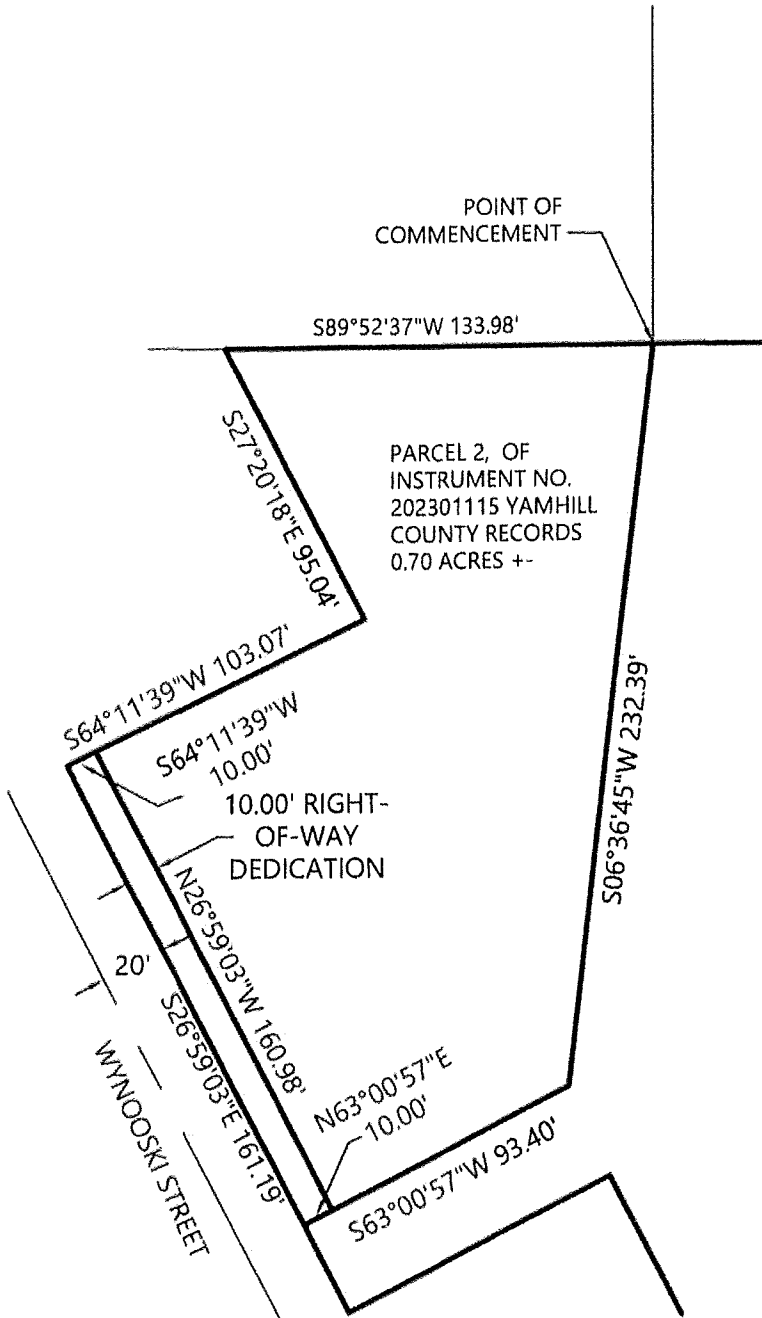 POINT OF
COMMENCEMENT
S89°52'37"W 133.98'
S27°20'18"E 95.04'
PARCEL 2, OF
INSTRUMENT NO.
202301115 YAMHILL
COUNTY RECORDS
0.70 ACRES +-
S64°11'39"W 103.07'
S64°11'39"W
10.00'
10.00' RIGHT-
OF-WAY
DEDICATION
S06°36'45"W 232.39'
N26°59'03"W 160.98'
20'
S26°59'03"E 161.19'
WYNOOSKI STREET
N63°00'57"E
10.00'
S63°00'57"W 93.40'